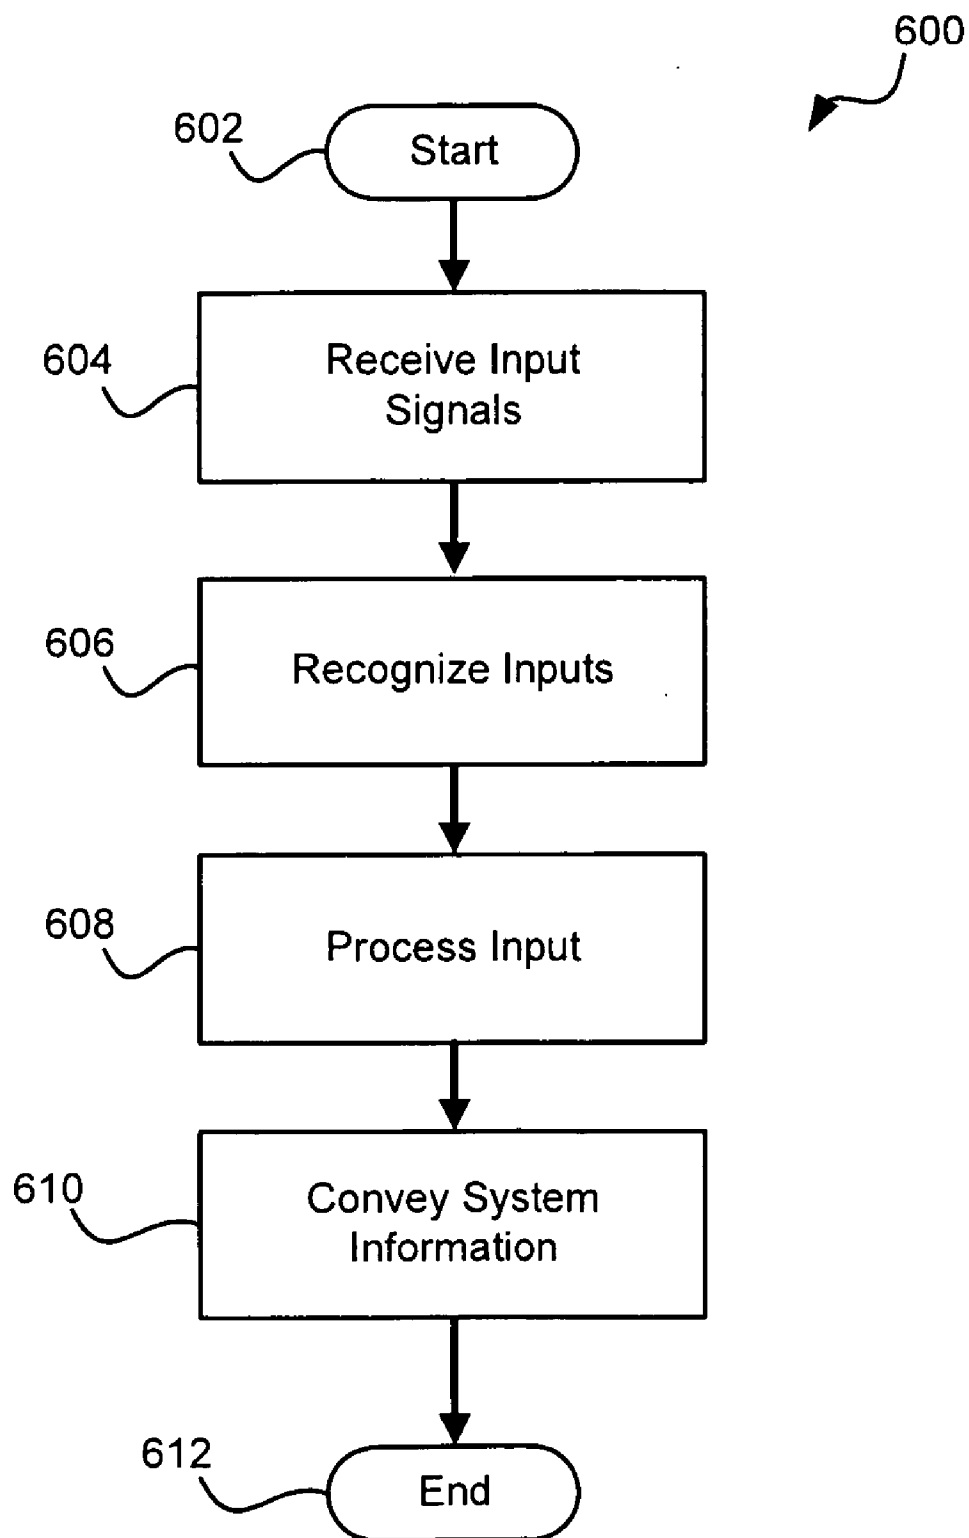 600
602
Start
604
Receive Input
Signals
606
Recognize Inputs
608
Process Input
610
Convey System
Information
612
End